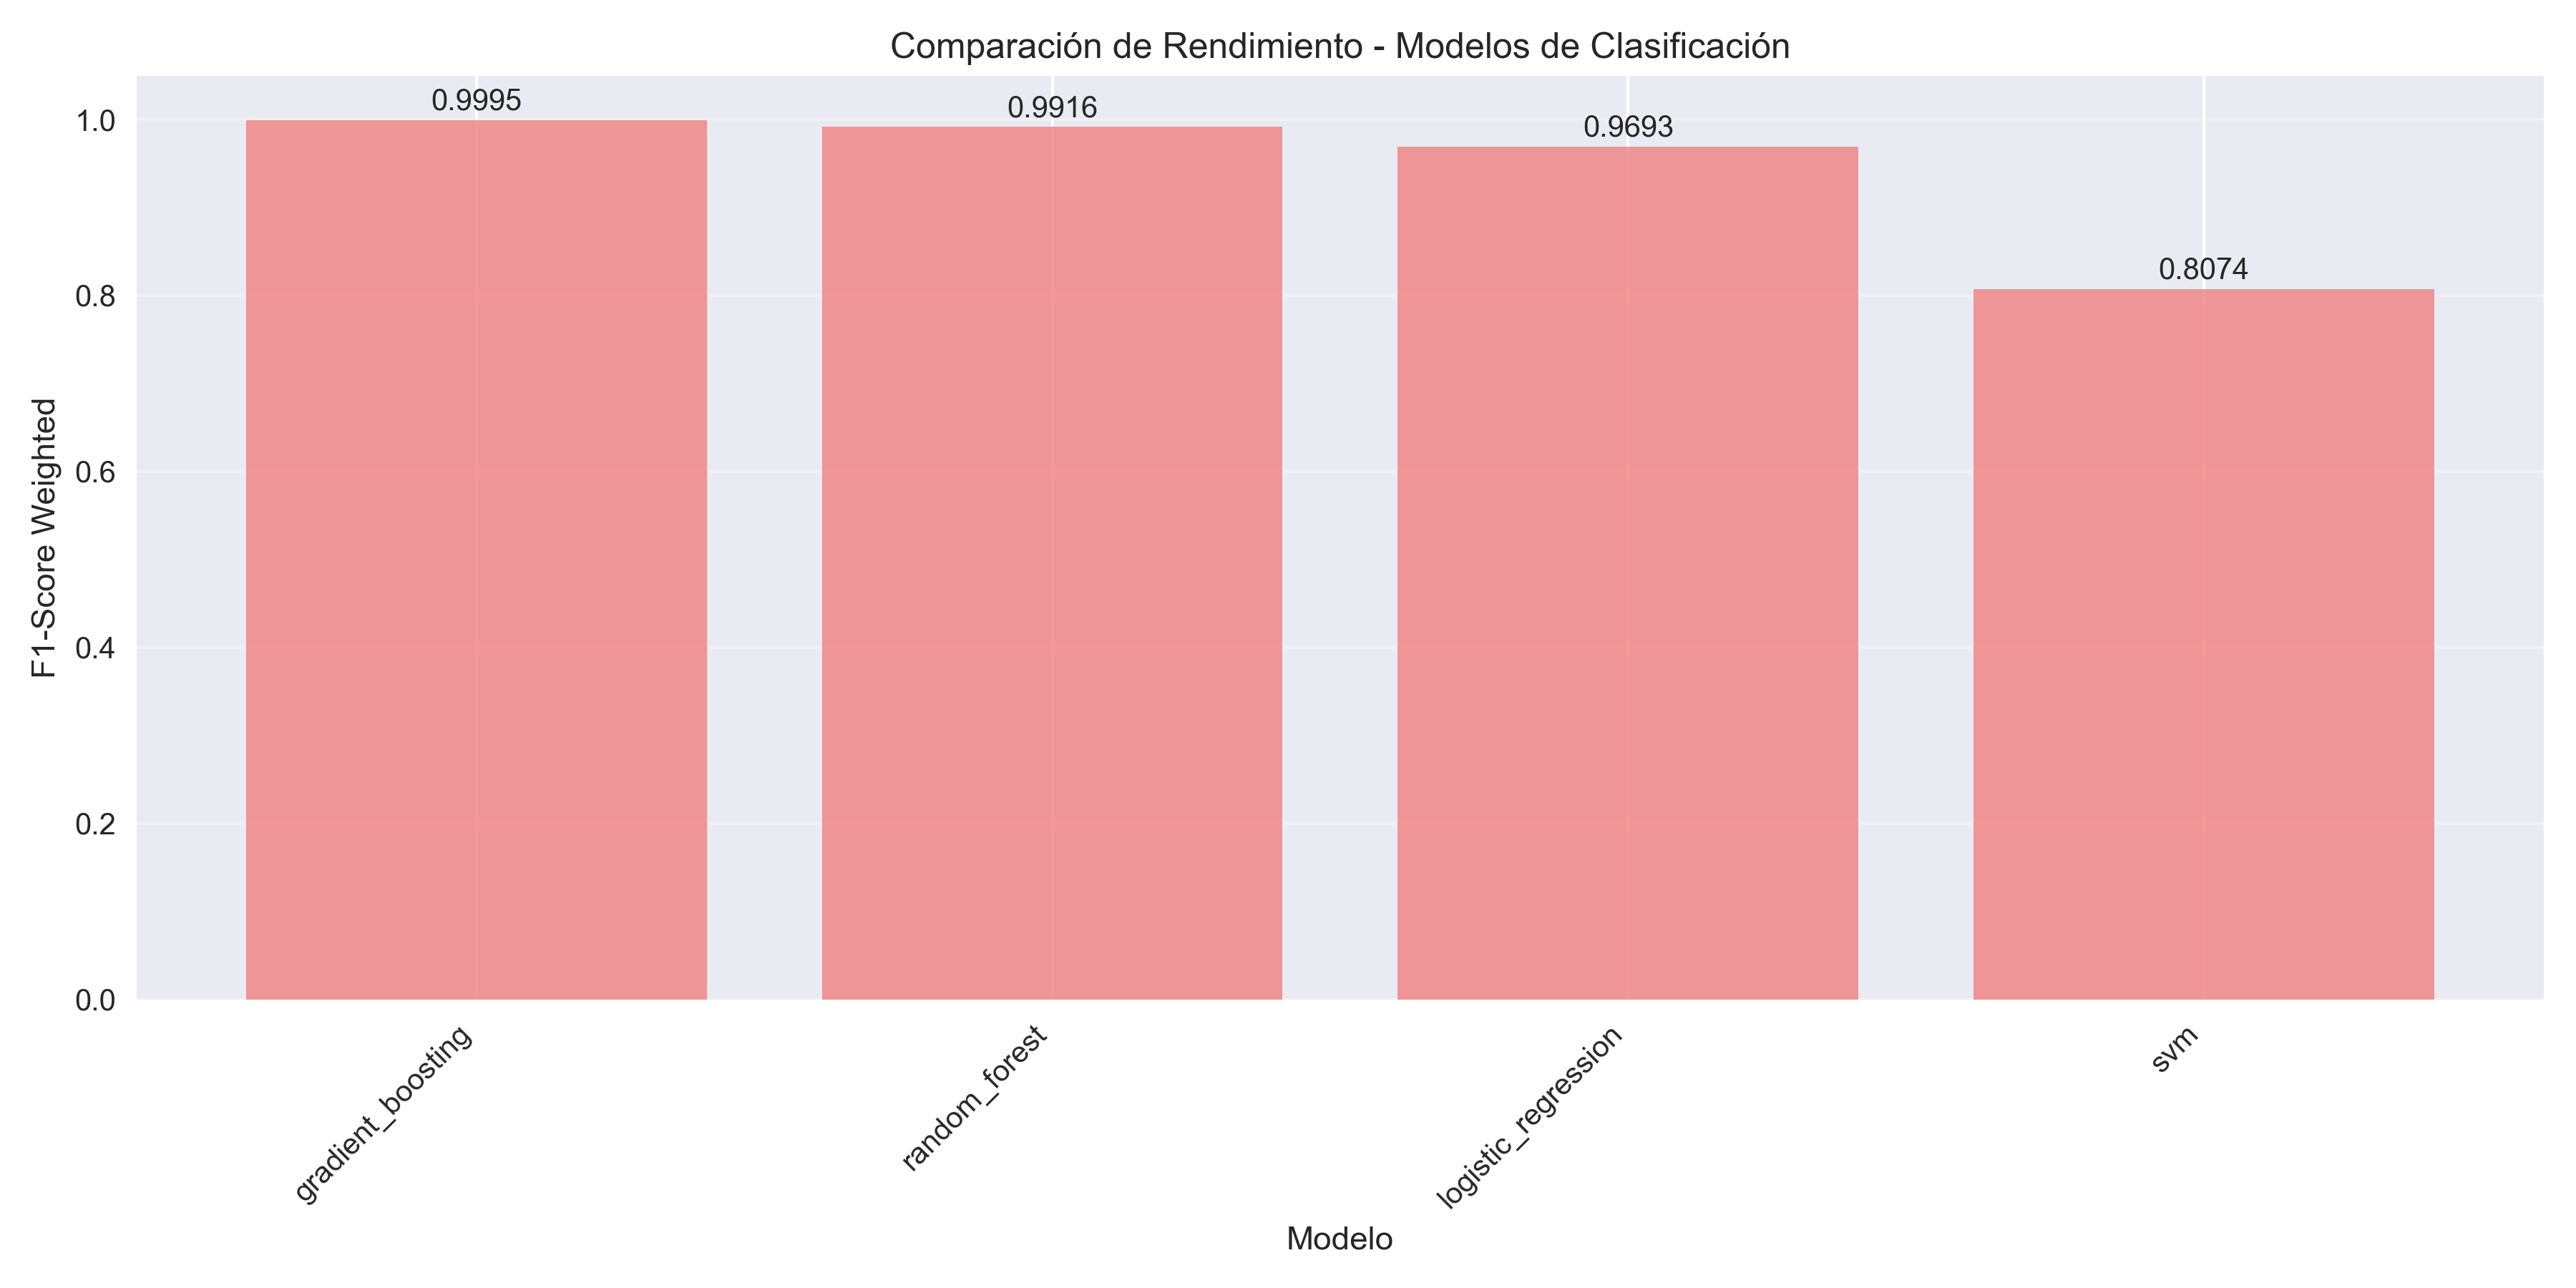 Comparación de Rendimiento - Modelos de Clasificación
0.9995
0.9916
0.9693
0.8074
1.0
0.8
0.6
0.4
0.2
0.0
F1-Score Weighted
gradient_boosting
random_forest
logistic_regression
svm
Modelo